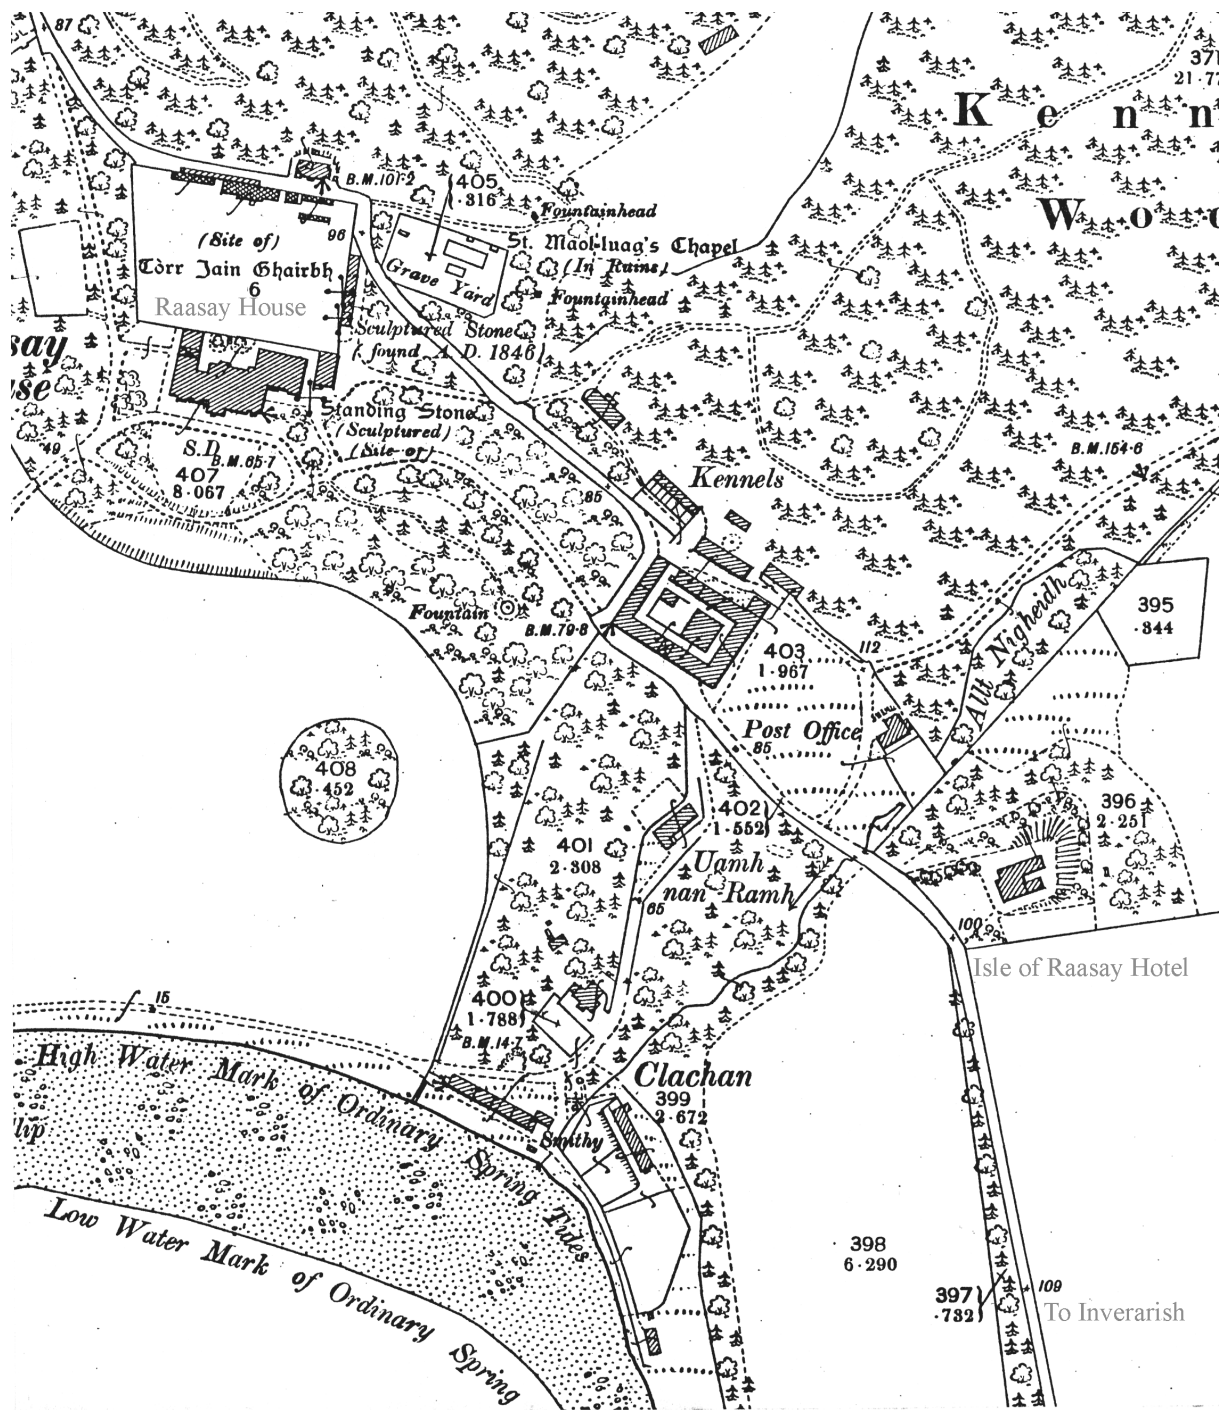 87
371
21.77
Kenn
Woo
B.M.101.2
405
.316
Fountainhead
96
(Site of)
Tòrr Iain Ghairbh
6
Raasay House
St. Maol-luag's Chapel
(In Ruins)
Grave Yard
Fountainhead
Sculptured Stone
(found A.D. 1846)
say
use
Standing Stone
(Sculptured)
(Site of)
49
S.D.
B.M.65.7
407
8.067
B.M.154.6
Kennels
85
Fountain
B.M.79.8
395
.344
Allt Nigheidh
403
1.967
112
Post Office
85
408
.452
402
1.552
396
2.251
401
2.308
Uamh
nan Ramh
65
100
Isle of Raasay Hotel
400
1.788
15
B.M.14.7
High Water Mark of Ordinary Spring Tides
Clachan
399
2.672
lip
Smithy
Low Water Mark of Ordinary Spring
398
6.290
397
.732
109
To Inverarish